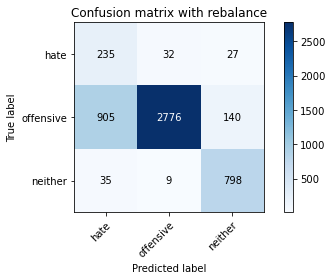 Confusion matrix with rebalance
True label
hate
offensive
neither
235 32 27
905 2776 140
35 9 798
hate
offensive
neither
Predicted label
2500
2000
1500
1000
500